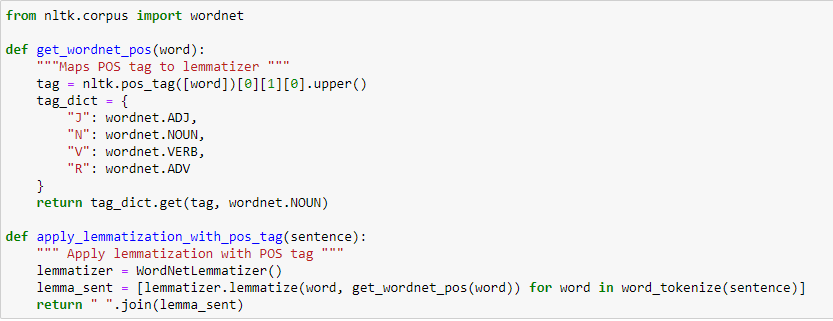 from nltk.corpus import wordnet
def get_wordnet_pos(word):
    """Maps POS tag to lemmatizer """
    tag = nltk.pos_tag([word])[0][1][0].upper()
    tag_dict = {
        "J": wordnet.ADJ,
        "N": wordnet.NOUN,
        "V": wordnet.VERB,
        "R": wordnet.ADV
    }
    return tag_dict.get(tag, wordnet.NOUN)
def apply_lemmatization_with_pos_tag(sentence):
    """ Apply lemmatization with POS tag """
    lemmatizer = WordNetLemmatizer()
    lemma_sent = [lemmatizer.lemmatize(word, get_wordnet_pos(word)) for word in word_tokenize(sentence)]
    return " ".join(lemma_sent)